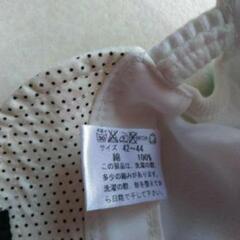 サイズ 42~44
綿 100%
この製品は、洗濯の際、
多少の縮みがあります。
洗濯の際、形を整えて
から日陰で干して下さい。